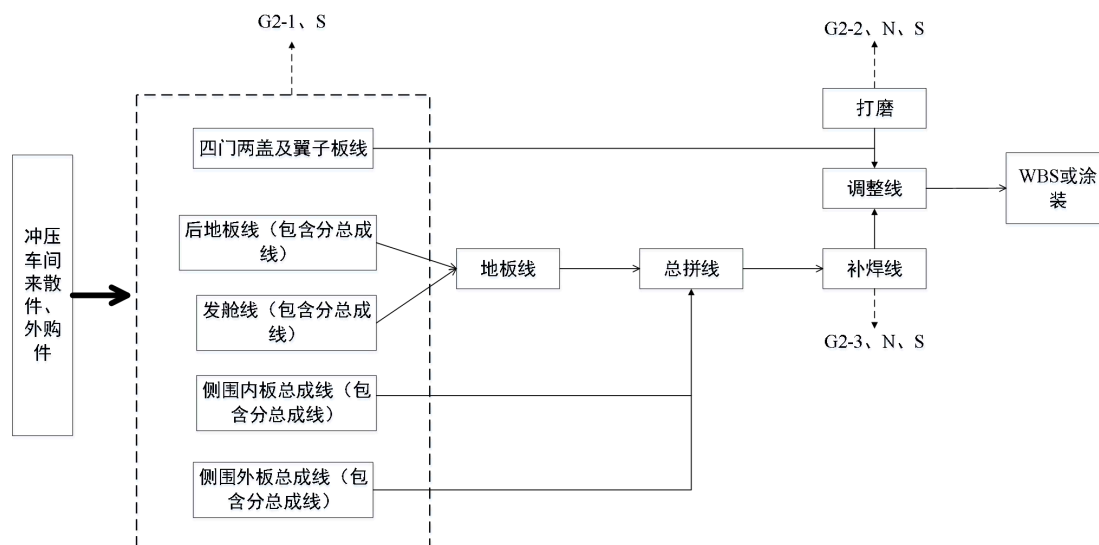 G2-1、S
G2-2、N、S
打磨
四门两盖及翼子板线
调整线
WBS或涂
装
冲压
车间
来散
件、
外购
件
后地板线（包含分总成
线）
发舱线（包含分总成
线）
地板线
总拼线
补焊线
G2-3、N、S
侧围内板总成线（包
含分总成线）
侧围外板总成线（包
含分总成线）